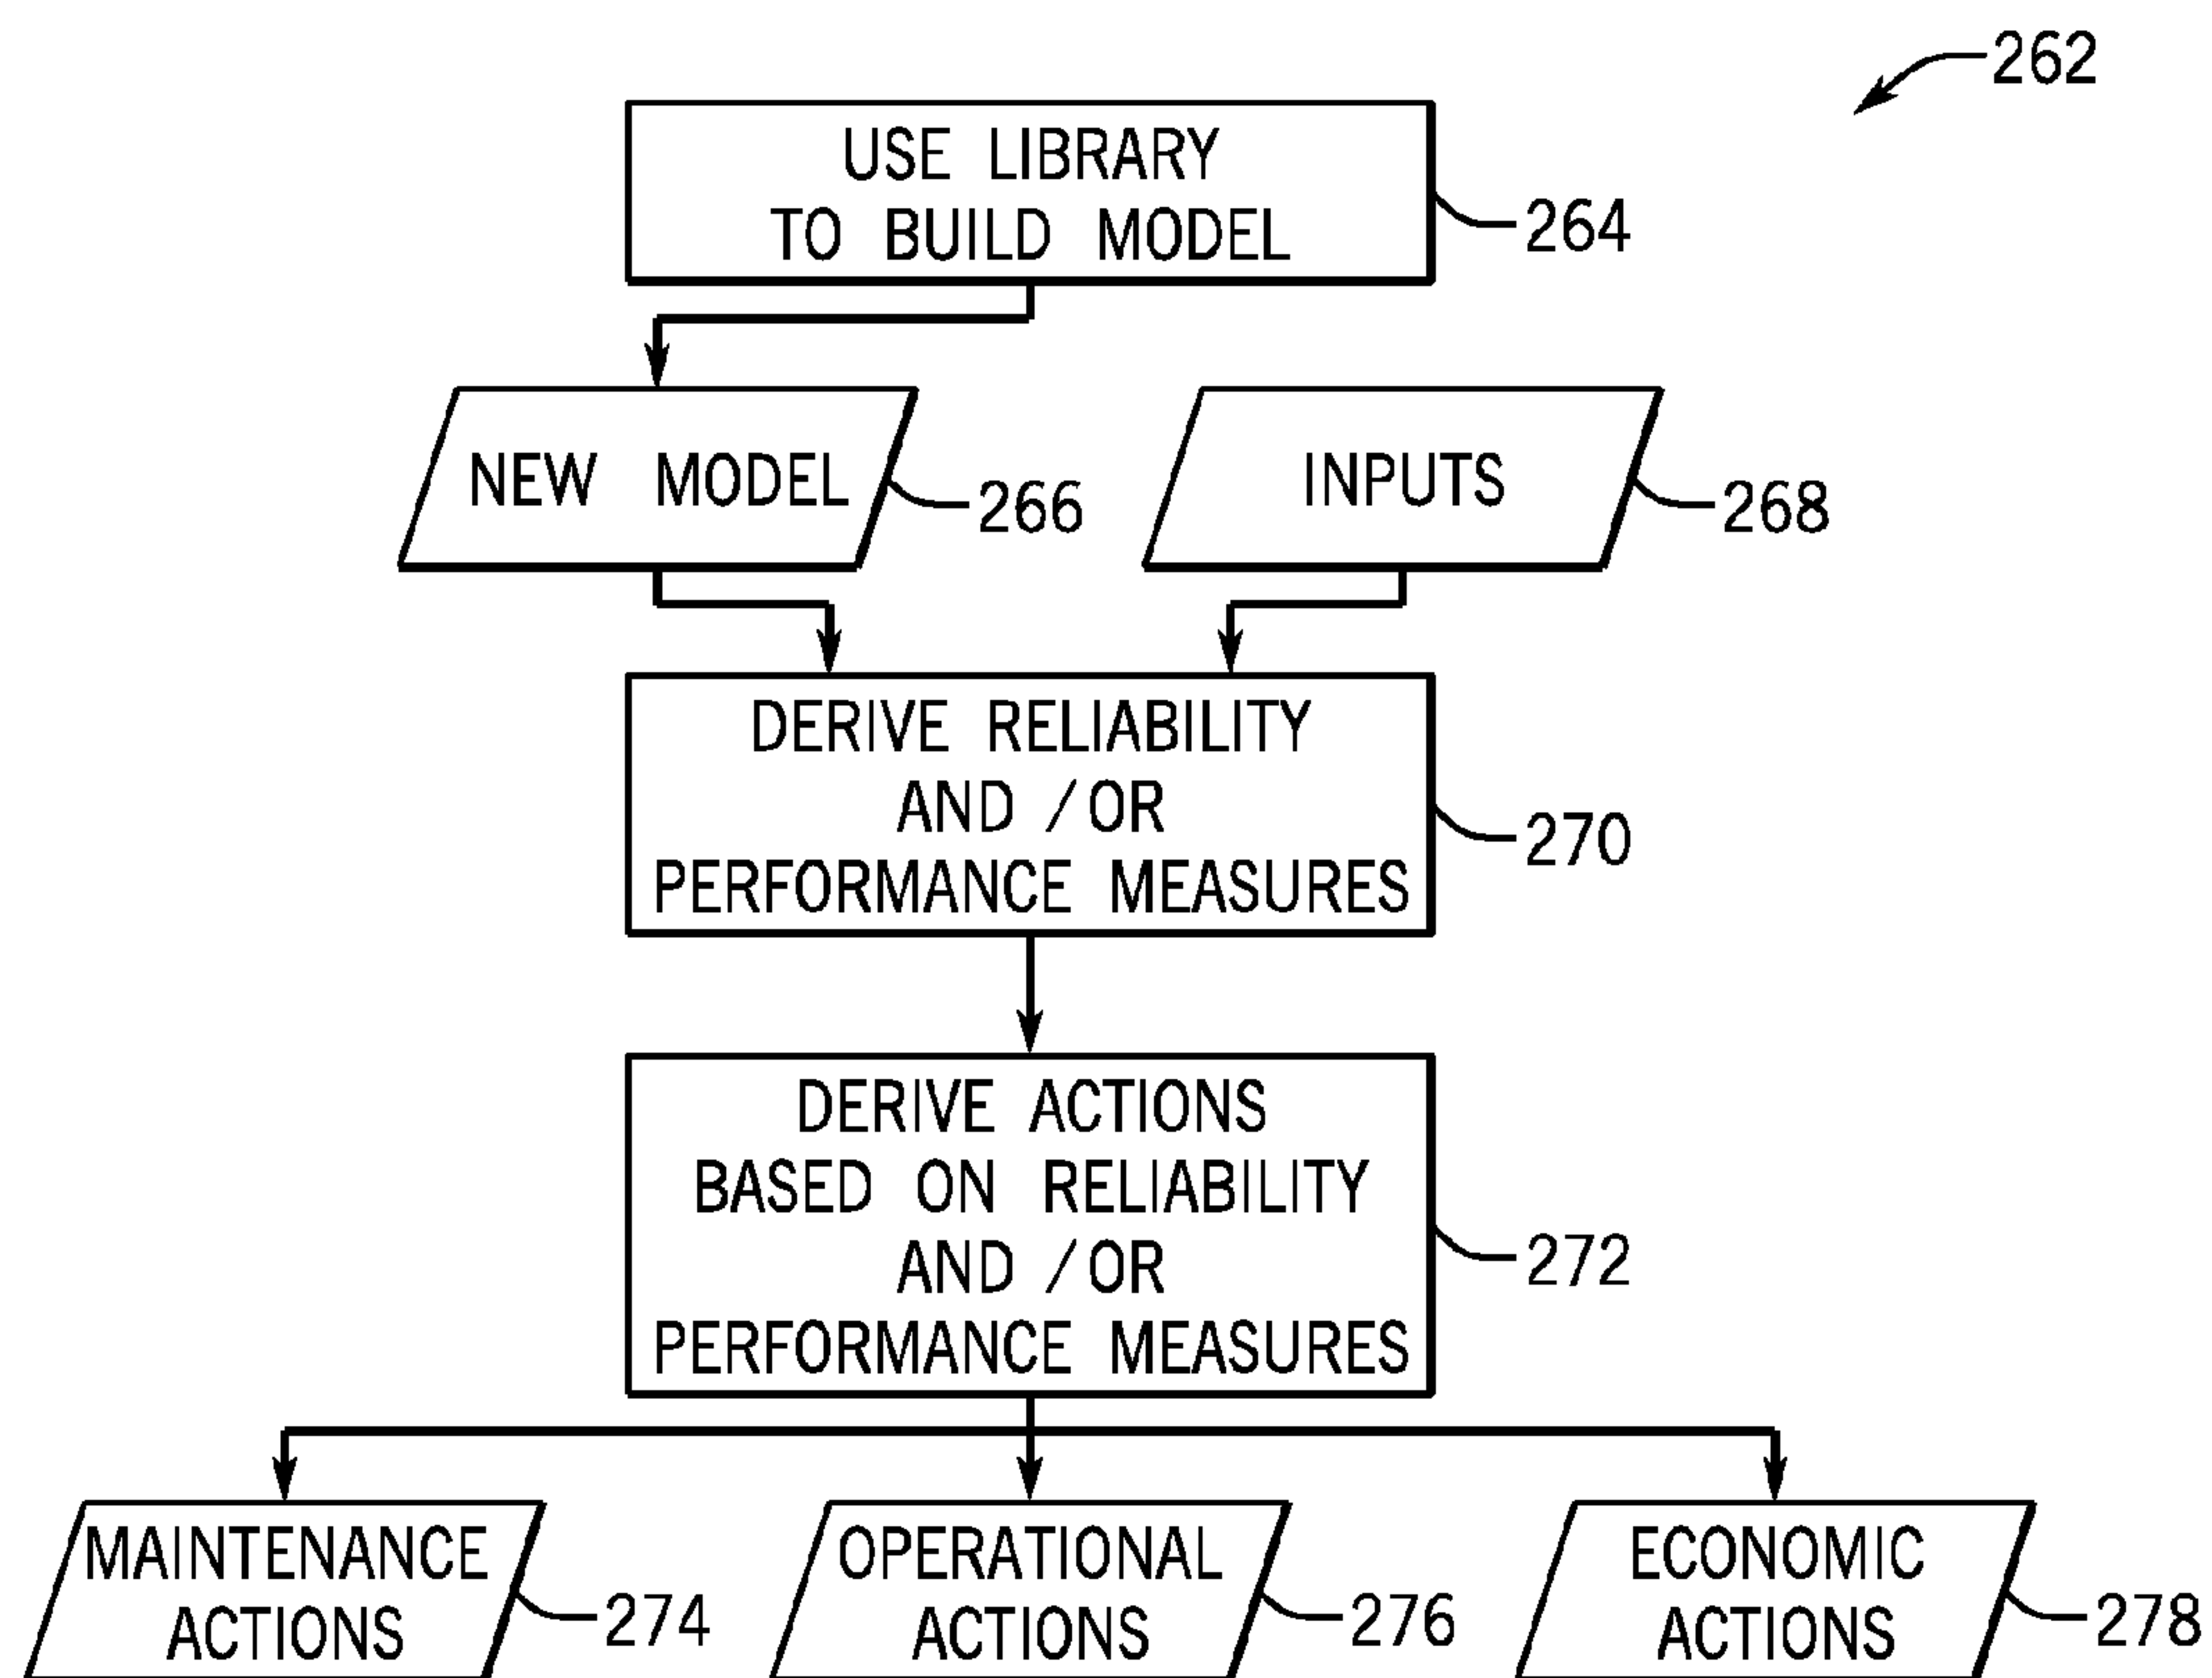 262
USE LIBRARY
TO BUILD MODEL
264
NEW MODEL
266
INPUTS
268
DERIVE RELIABILITY
AND /OR
PERFORMANCE MEASURES
270
DERIVE ACTIONS
BASED ON RELIABILITY
AND /OR
PERFORMANCE MEASURES
272
MAINTENANCE
ACTIONS
274
OPERATIONAL
ACTIONS
276
ECONOMIC
ACTIONS
278